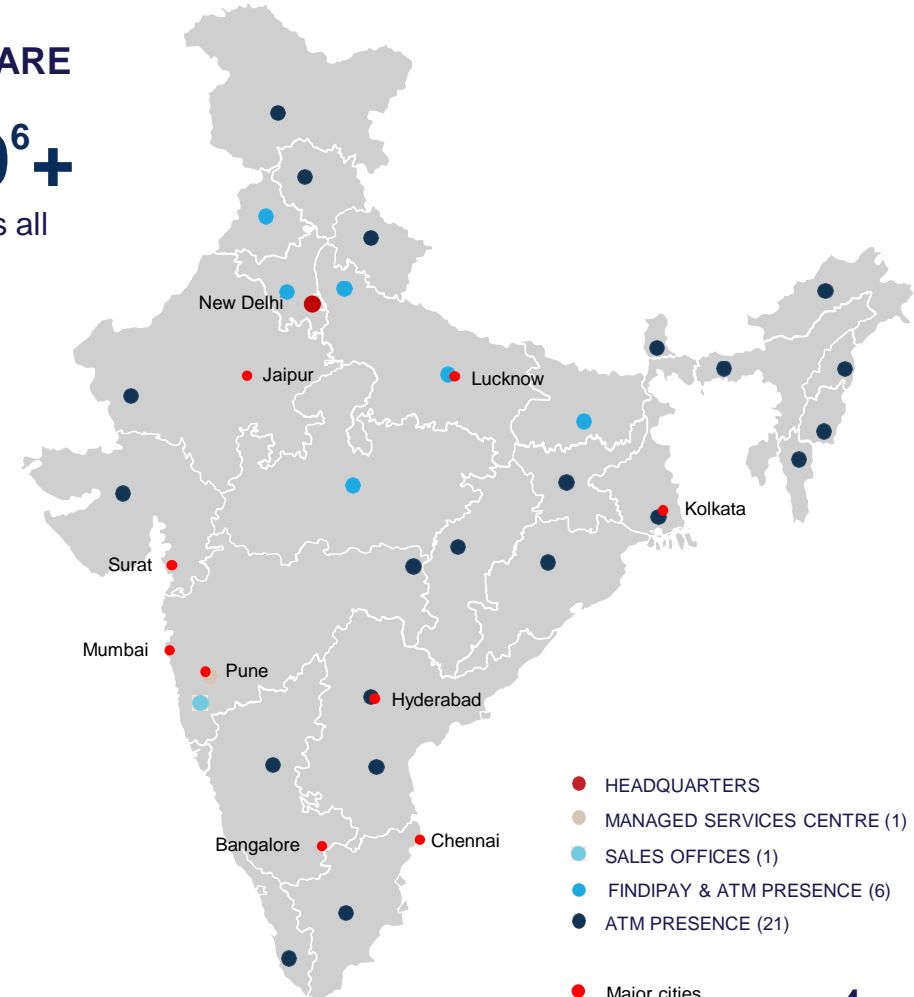 ARE
6+
s all
New Delhi
Jaipur
Lucknow
Kolkata
Surat
Mumbai
Pune
Hyderabad
Bangalore
Chennai
HEADQUARTERS
MANAGED SERVICES CENTRE (1)
SALES OFFICES (1)
FINDIPAY & ATM PRESENCE (6)
ATM PRESENCE (21)
Major cities